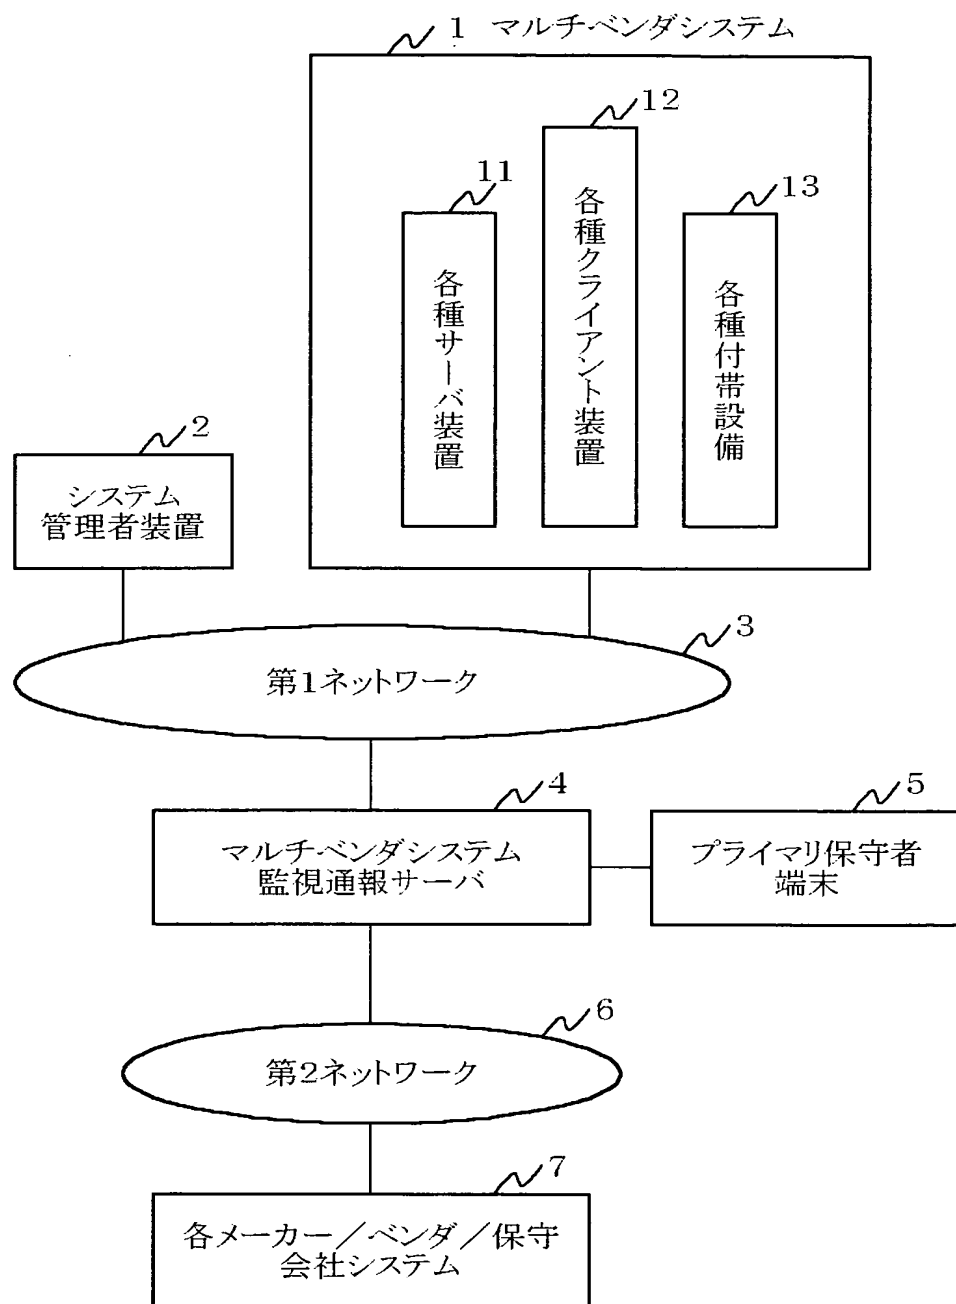 1 マルチベンダシステム
12
11
13
各種サーバ装置
各種クライアント装置
各種付帯設備
2
システム
管理者装置
3
第1ネットワーク
4
マルチベンダシステム
監視通報サーバ
5
プライマリ保守者
端末
6
第2ネットワーク
7
各メーカー／ベンダ／保守
会社システム